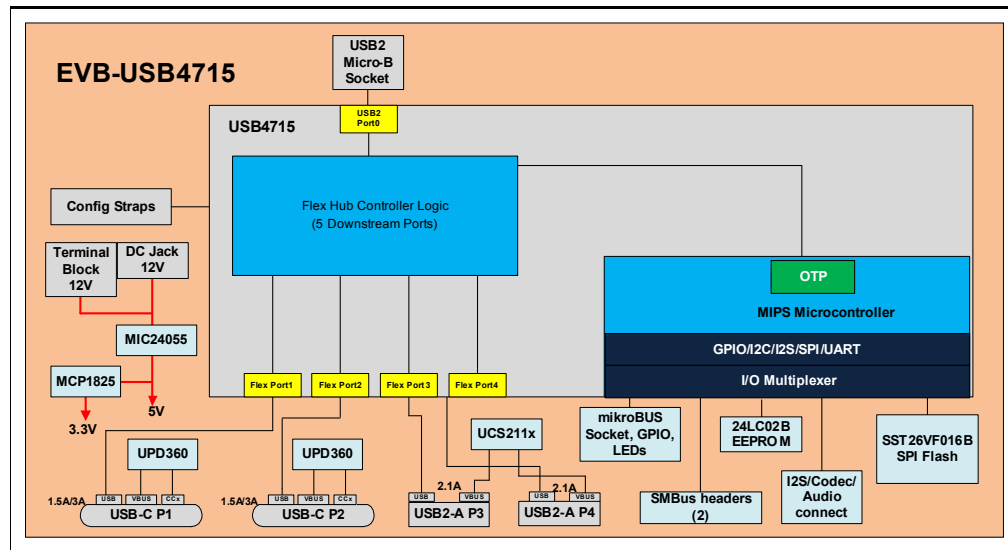 EVB-USB4715
USB2
Micro-B
Socket
USB2
Port0
USB4715
Flex Hub Controller Logic
(5 Downstream Ports)
Config Straps
Terminal
Block
12V
DC Jack
12V
MIC24055
MCP1825
5V
3.3V
OTP
MIPS Microcontroller
GPIO/I2C/I2S/SPI/UART
I/O Multiplexer
Flex Port1
Flex Port2
Flex Port 3
Flex Port4
UPD360
1.5A/3A
USB
VBUS
CCx
USB-C P1
UPD360
1.5A/3A
USB
VBUS
CCx
USB-C P2
UCS211x
2.1A
USB
VBUS
USB2-A P3
2.1A
USB
VBUS
USB2-A P4
mikroBUS
Socket, GPIO,
LEDs
SMBus headers
(2)
24LC02B
EEPROM
I2S/Codec/
Audio
connect
SST26VF016B
SPI Flash